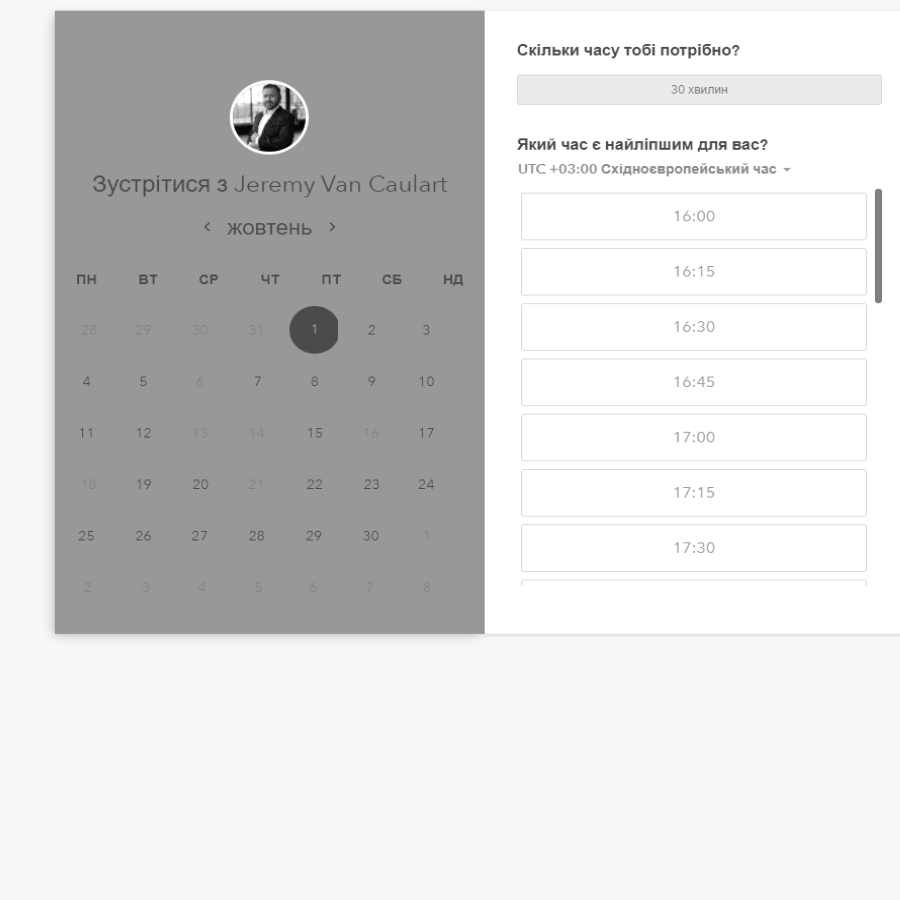 Зустрітися з Jeremy Van Caulart
жовтень
ПН ВТ СР ЧТ ПТ СБ НД
28 29 30 31 1 2 3
4 5 6 7 8 9 10
11 12 13 14 15 16 17
18 19 20 21 22 23 24
25 26 27 28 29 30 1
2 3 4 5 6 7 8
Скільки часу тобі потрібно?
30 хвилин
Який час є найліпшим для вас?
UTC +03:00 Східноєвропейський час
16:00
16:15
16:30
16:45
17:00
17:15
17:30